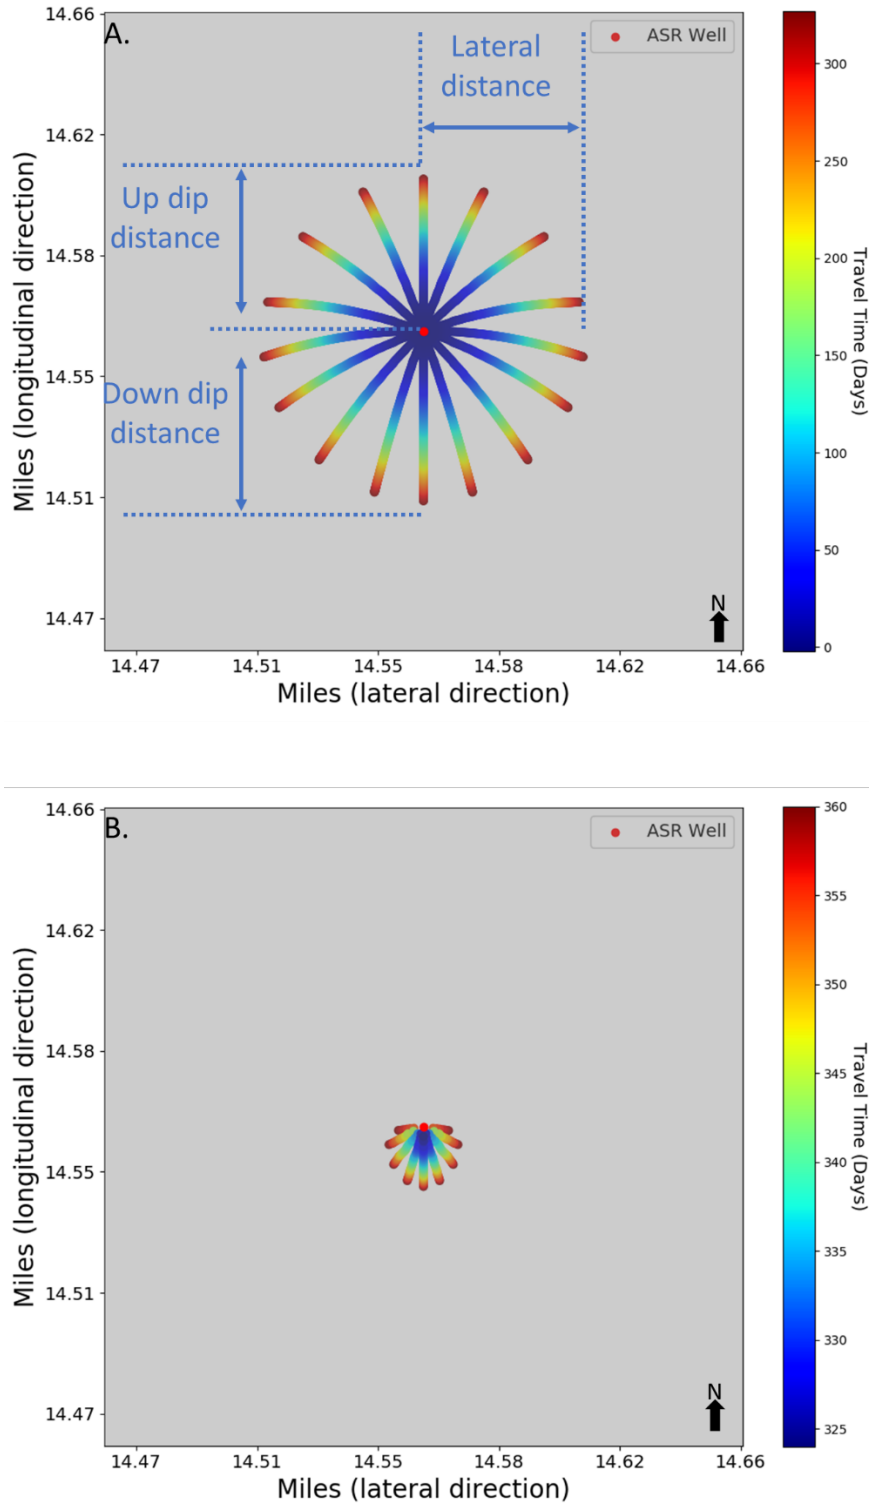 A.
ASR Well
14.66
14.62
14.58
14.55
14.51
14.47
Miles (longitudinal direction)
Lateral
distance
Up dip
distance
Down dip
distance
N
14.47
14.51
14.55
14.58
14.62
14.66
Miles (lateral direction)
300
250
200
150
100
50
0
Travel Time (Days)
B.
ASR Well
14.66
14.62
14.58
14.55
14.51
14.47
Miles (longitudinal direction)
N
14.47
14.51
14.55
14.58
14.62
14.66
Miles (lateral direction)
360
355
350
345
340
335
330
325
Travel Time (Days)